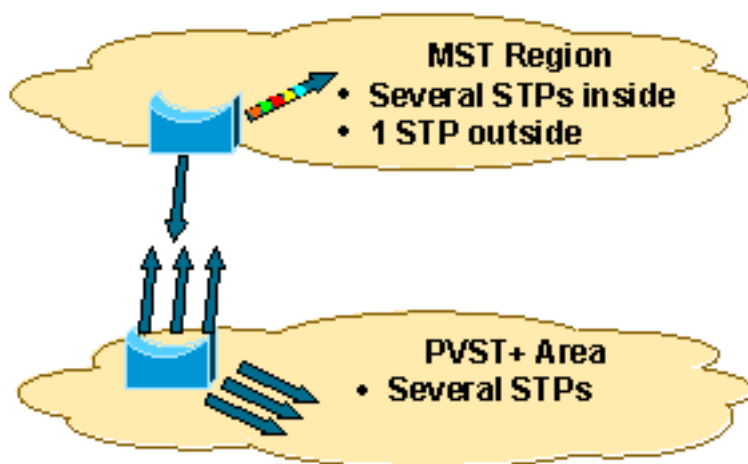 MST Region
• Several STPs inside
• 1 STP outside
PVST+ Area
• Several STPs